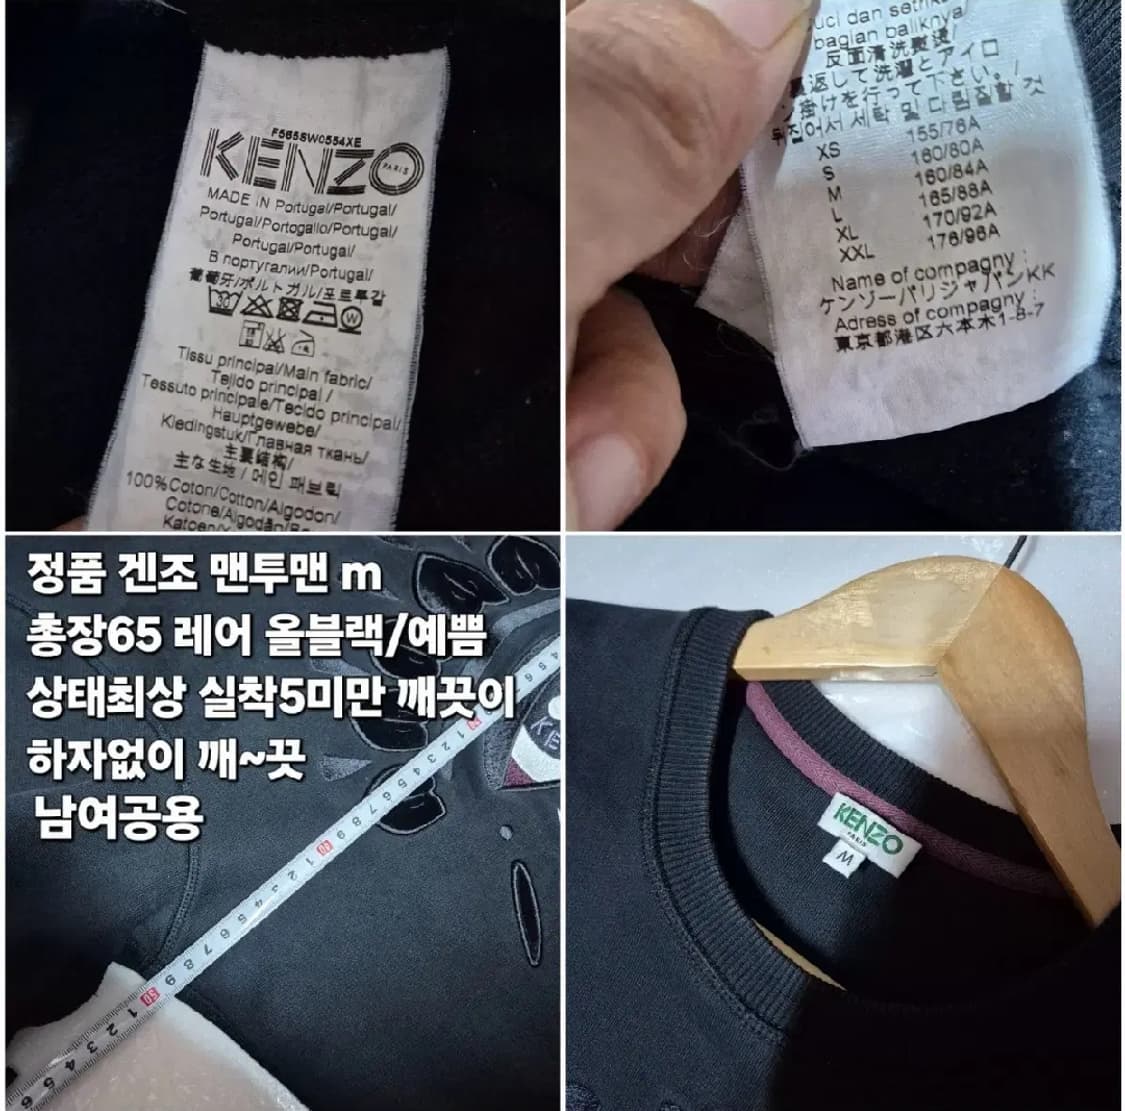 F565SW0554XE
KENZO
PARIS
MADE IN Portugal/Portugal/
Portugal/Portogallo/Portugal/
Portugal/Portugal/
В португалии/Portugal/
葡萄牙/ポルトガル/포르투갈
Tissu principal/Main fabric/
Tejido principal /
Tessuto principale/Tecido principal/
Hauptgewebe/
Kledingstuk/Главная ткань/
主要結构/
主な生地 / 메인 패브릭
100%Coton/Cotton/Algodon/
Cotone/Algodão/
Katoen/
uci dan setrika
bagian baliknya/
反面清洗熨烫/
返して洗濯とアイロ
ン掛けを行って下さい。/
뒤집어서 세탁 및 다림질할 것
XS 155/76A
S 160/80A
M 160/84A
L 165/88A
XL 170/92A
XXL 176/96A
Name of compagny :
ケンゾーパリジャパンKK
Adress of compagny :
東京都港区六本木1-8-7
정품 겐조 맨투맨 m
총장65 레어 올블랙/예쁨
상태최상 실착5미만 깨끗이
하자없이 깨~끗
남여공용
KENZO
PARIS
M